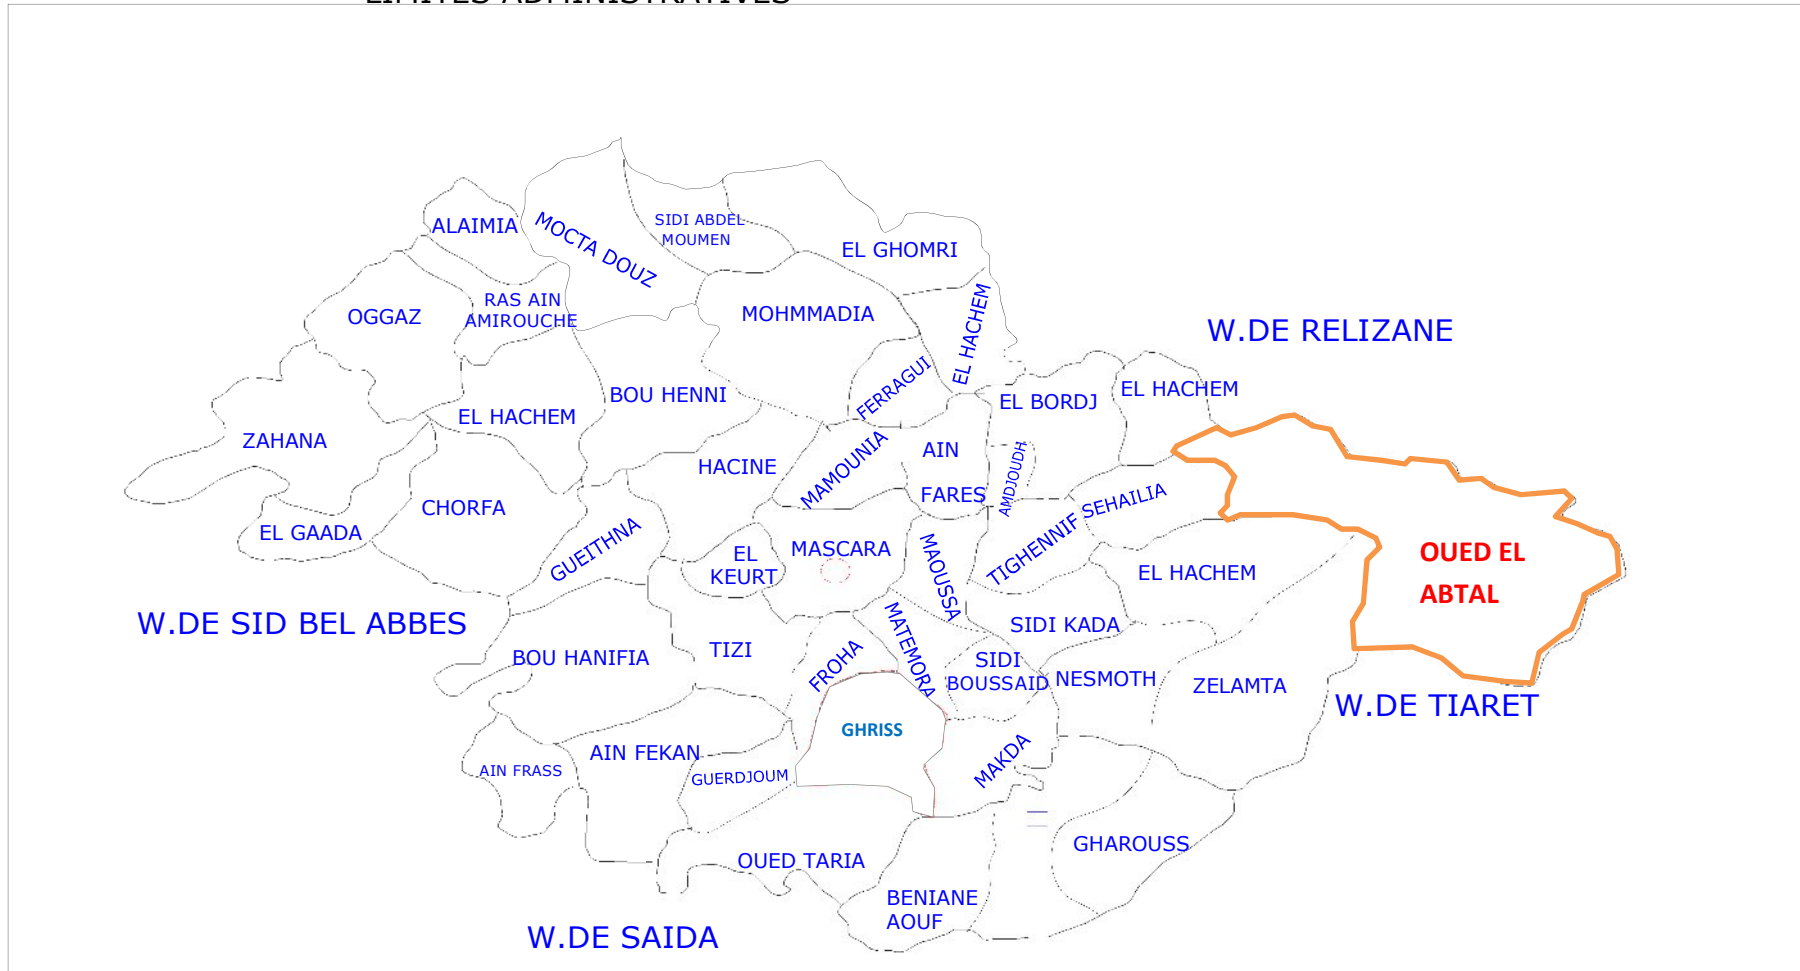 LIMITES ADMINISTRATIVES
ALAIMIA
MOCTA DOUZ
SIDI ABDEL
MOUMEN
EL GHOMRI
OGGAZ
RAS AIN
AMIROUCHE
MOHMMADIA
EL HACHEM
W.DE RELIZANE
ZAHANA
EL HACHEM
BOU HENNI
FERRAGUI
EL BORDJ
EL HACHEM
HACINE
MAMOUNIA
AIN
FARES
AMDJOUDH
SEHAILIA
EL GAADA
CHORFA
GUEITHNA
EL
KEURT
MASCARA
MAOUSSA
TIGHENNIF
EL HACHEM
OUED EL
ABTAL
W.DE SID BEL ABBES
BOU HANIFIA
TIZI
FROHA
MATEMORA
SIDI KADA
SIDI
BOUSSAID
NESMOTH
ZELAMTA
W.DE TIARET
AIN FRASS
AIN FEKAN
GUERDJOUM
GHRISS
MAKDA
OUED TARIA
GHAROUSS
BENIANE
AOUF
W.DE SAIDA